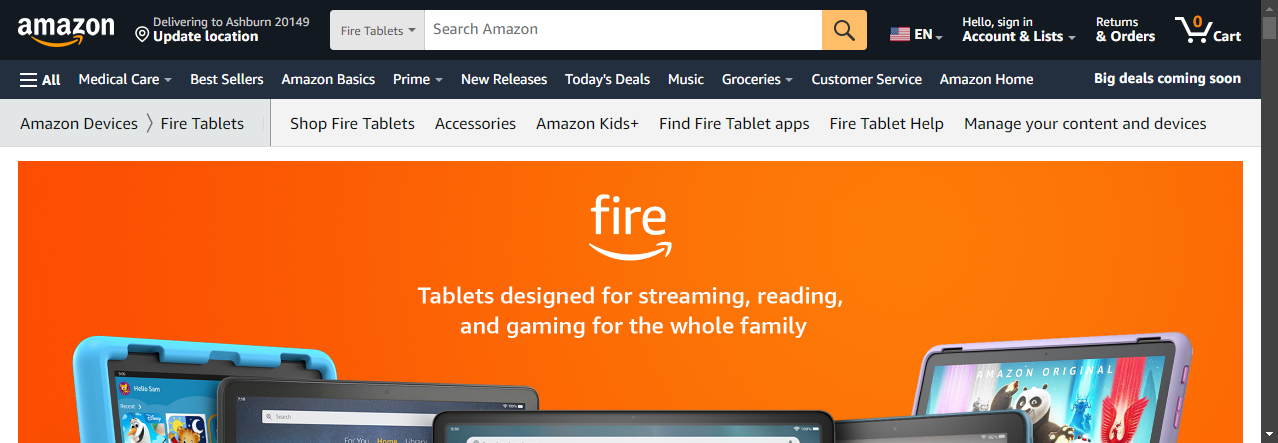 amazon
Delivering to Ashburn 20149
Update location
Fire Tablets
Search Amazon
EN
Hello, sign in
Account & Lists
Returns
& Orders
0
Cart
All
Medical Care
Best Sellers
Amazon Basics
Prime
New Releases
Today's Deals
Music
Groceries
Customer Service
Amazon Home
Big deals coming soon
Amazon Devices
Fire Tablets
Shop Fire Tablets
Accessories
Amazon Kids+
Find Fire Tablet apps
Fire Tablet Help
Manage your content and devices
fire
Tablets designed for streaming, reading,
and gaming for the whole family
Hello Sam
Recent
Disney
Search
For You Home Library
100%
AMAZON ORIGINAL